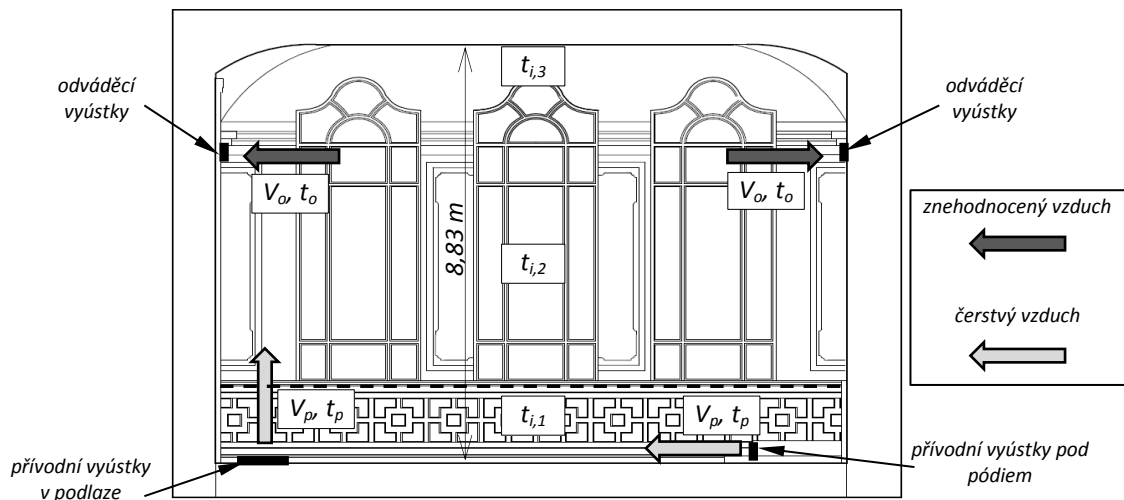 odváděcí
vyústky
t_i,3
odváděcí
vyústky
V_o, t_o
V_o, t_o
8,83 m
t_i,2
znehodnocený vzduch
čerstvý vzduch
V_p, t_p
t_i,1
V_p, t_p
přívodní vyústky
v podlaze
přívodní vyústky pod
pódiem